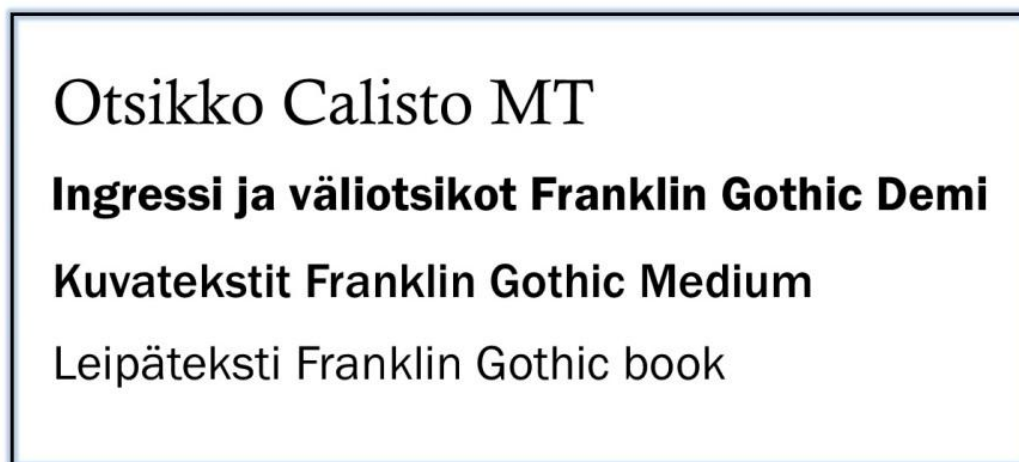 Otsikko Calisto MT
Ingressi ja väliotsikot Franklin Gothic Demi
Kuvatekstit Franklin Gothic Medium
Leipäteksti Franklin Gothic book